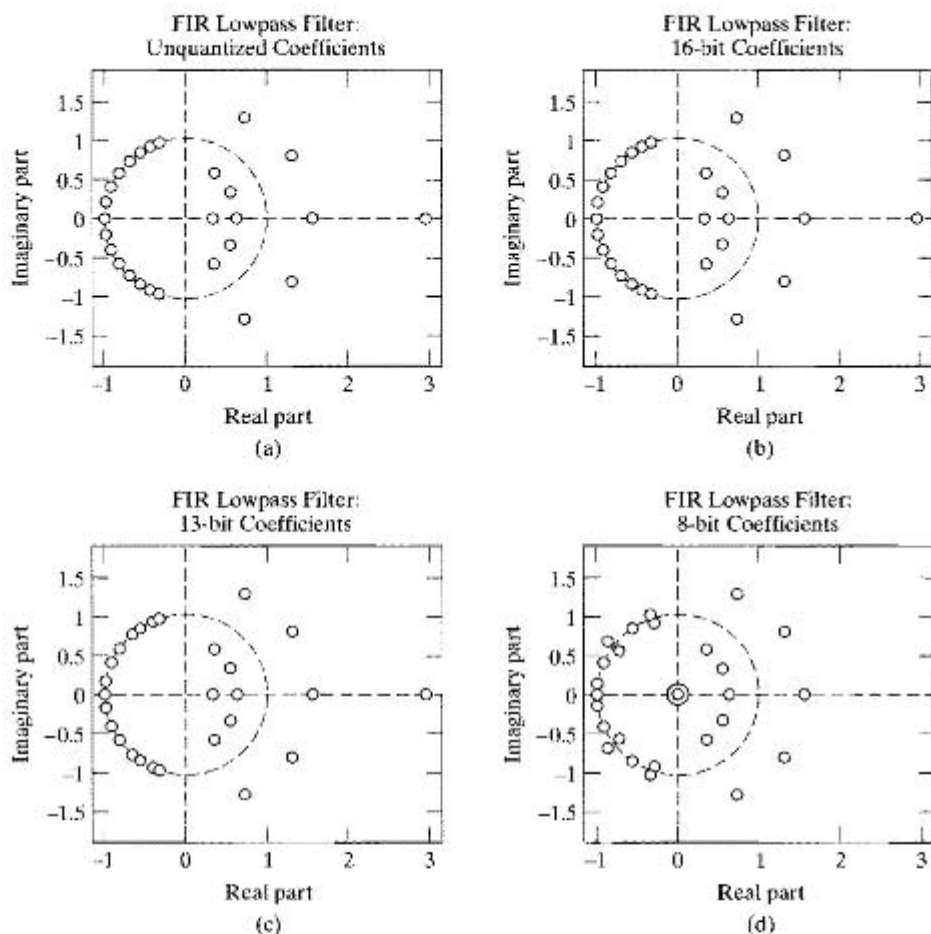 FIR Lowpass Filter:
Unquantized Coefficients
1.5
1
0.5
0
−0.5
−1
−1.5
−1 0 1 2 3
Imaginary part
Real part
(a)
FIR Lowpass Filter:
16-bit Coefficients
1.5
1
0.5
0
−0.5
−1
−1.5
−1 0 1 2 3
Imaginary part
Real part
(b)
FIR Lowpass Filter:
13-bit Coefficients
1.5
1
0.5
0
−0.5
−1
−1.5
−1 0 1 2 3
Imaginary part
Real part
(c)
FIR Lowpass Filter:
8-bit Coefficients
1.5
1
0.5
0
−0.5
−1
−1.5
−1 0 1 2 3
Imaginary part
Real part
(d)